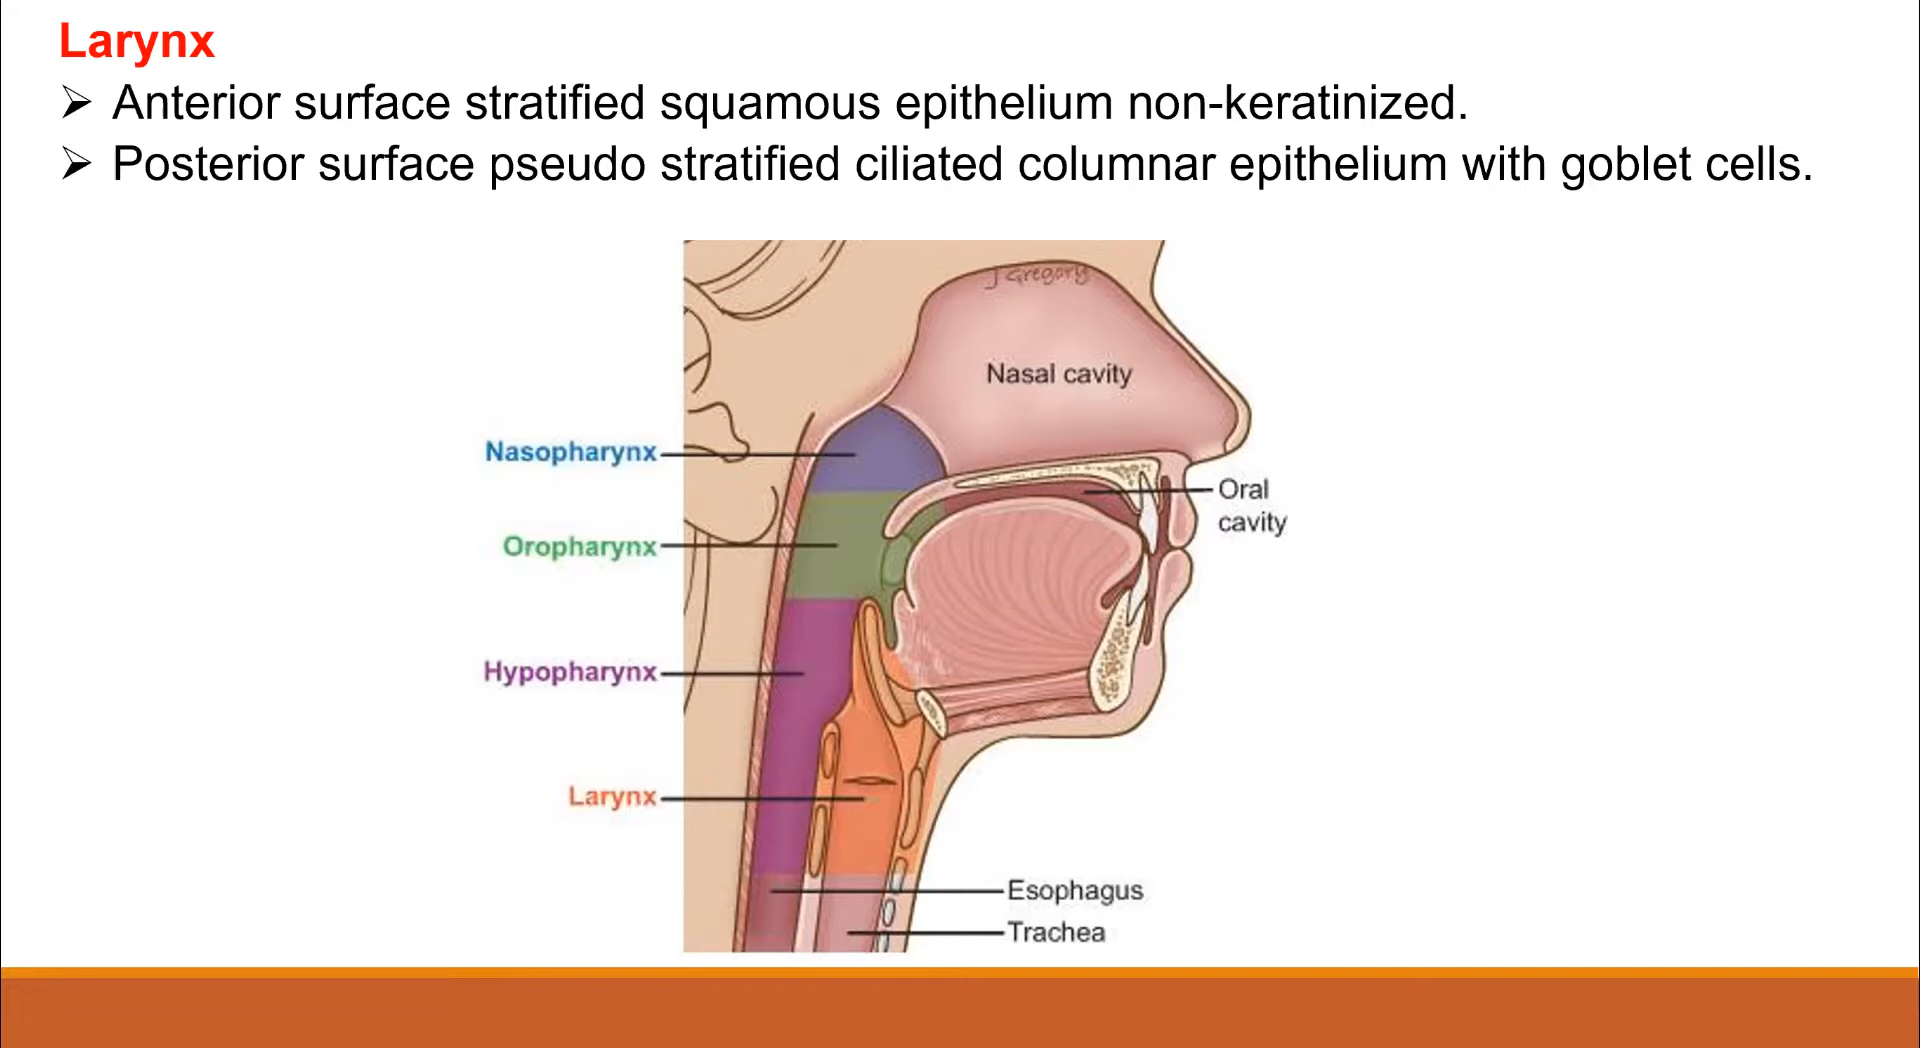 Larynx
➢ Anterior surface stratified squamous epithelium non-keratinized.
➢ Posterior surface pseudo stratified ciliated columnar epithelium with goblet cells.
J Gregory
Nasal cavity
Nasopharynx
Oral
cavity
Oropharynx
Hypopharynx
Larynx
Esophagus
Trachea